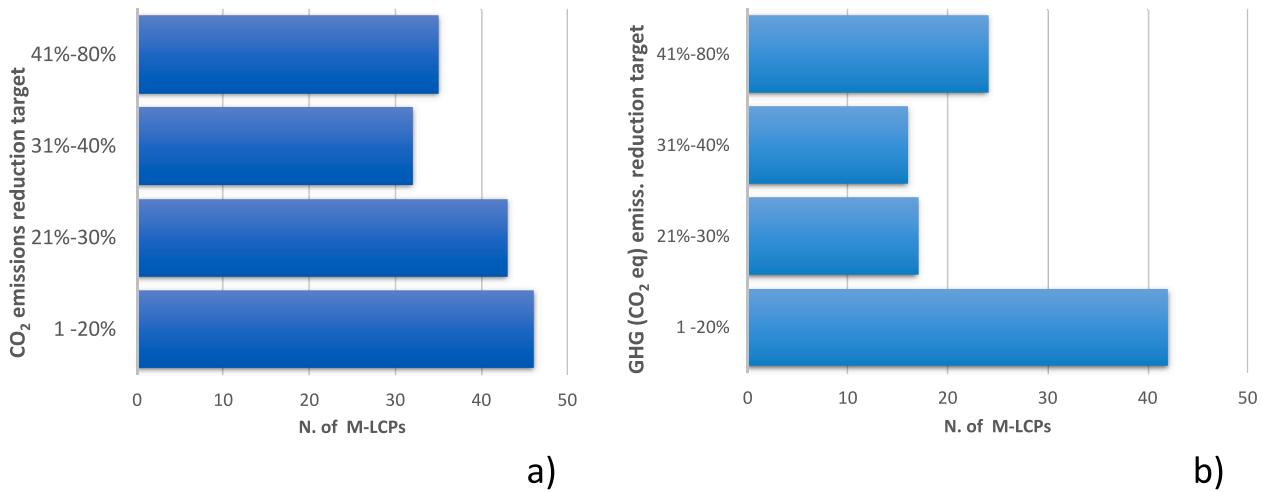 CO₂ emissions reduction target
41%-80%
31%-40%
21%-30%
1 -20%
0 10 20 30 40 50
N. of M-LCPs
a)
GHG (CO₂ eq) emiss. reduction target
41%-80%
31%-40%
21%-30%
1 -20%
0 10 20 30 40 50
N. of M-LCPs
b)